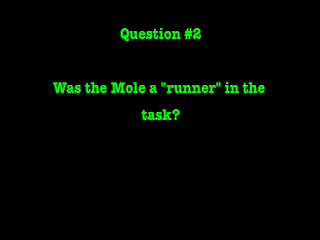 Question #2
Was the Mole a "runner" in the
task?